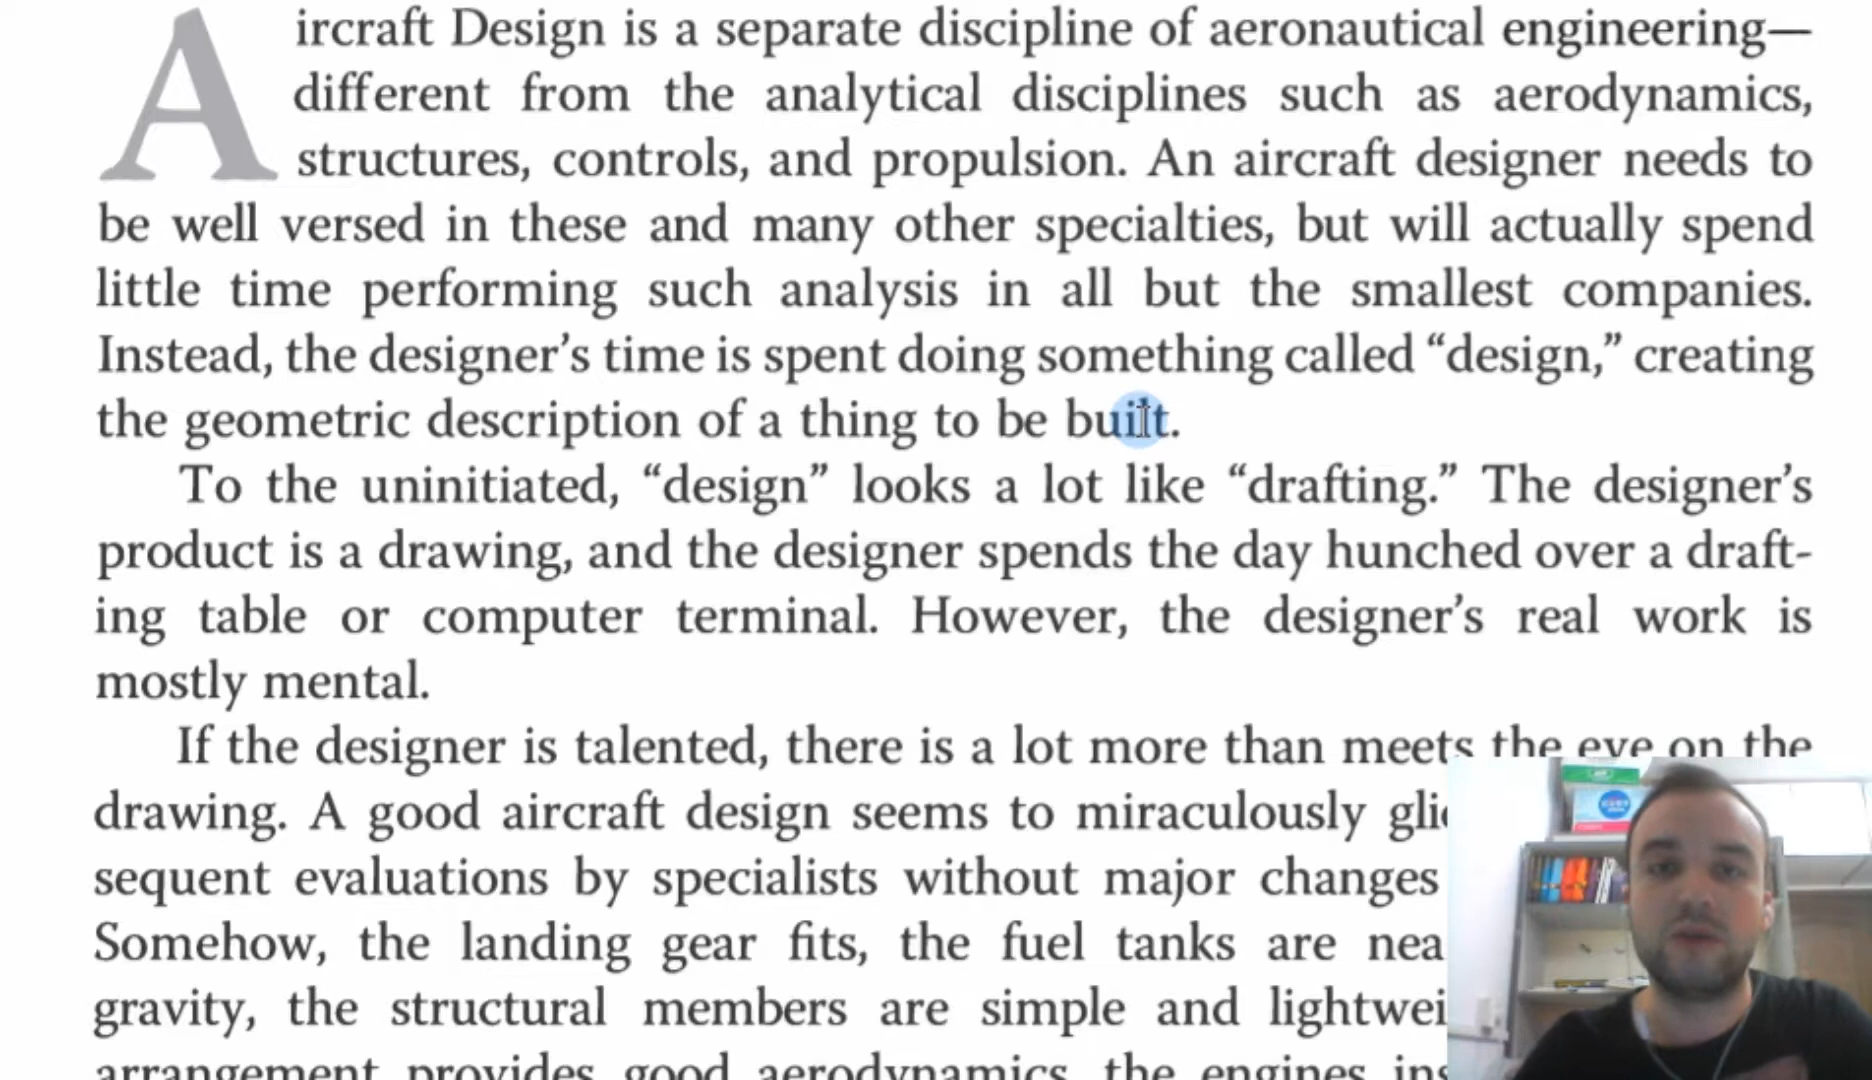 Aircraft Design is a separate discipline of aeronautical engineering—
different from the analytical disciplines such as aerodynamics,
structures, controls, and propulsion. An aircraft designer needs to
be well versed in these and many other specialties, but will actually spend
little time performing such analysis in all but the smallest companies.
Instead, the designer’s time is spent doing something called “design,” creating
the geometric description of a thing to be built.
To the uninitiated, “design” looks a lot like “drafting.” The designer’s
product is a drawing, and the designer spends the day hunched over a draft-
ing table or computer terminal. However, the designer’s real work is
mostly mental.
If the designer is talented, there is a lot more than meets the eye on the
drawing. A good aircraft design seems to miraculously
sequent evaluations by specialists without major changes
Somehow, the landing gear fits, the fuel tanks are
gravity, the structural members are simple and
arrangement provides good aerodynamics, the engines